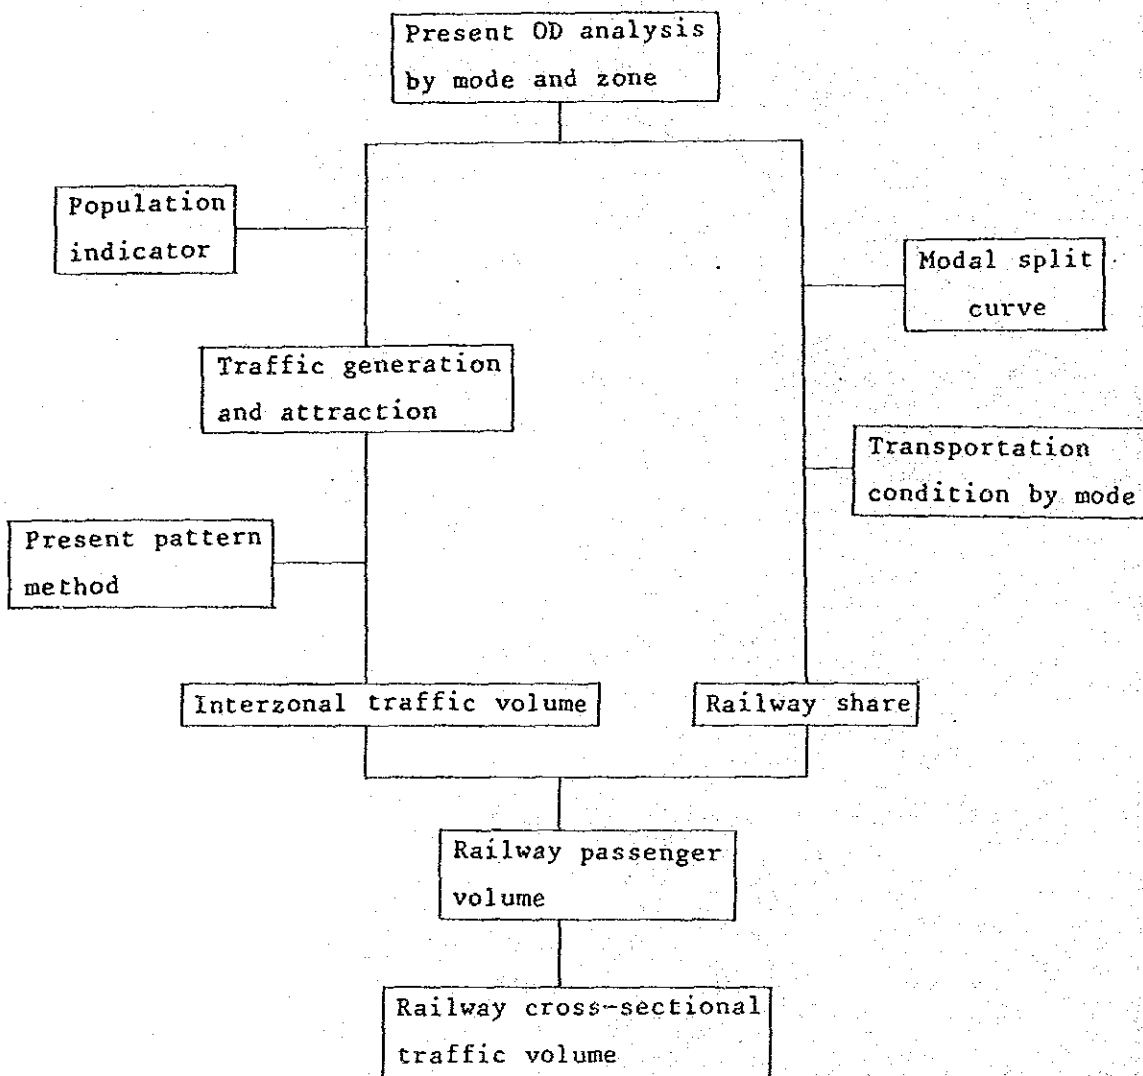 Present OD analysis
by mode and zone
Population
indicator
Modal split
curve
Traffic generation
and attraction
Transportation
condition by mode
Present pattern
method
Interzonal traffic volume
Railway share
Railway passenger
volume
Railway cross-sectional
traffic volume